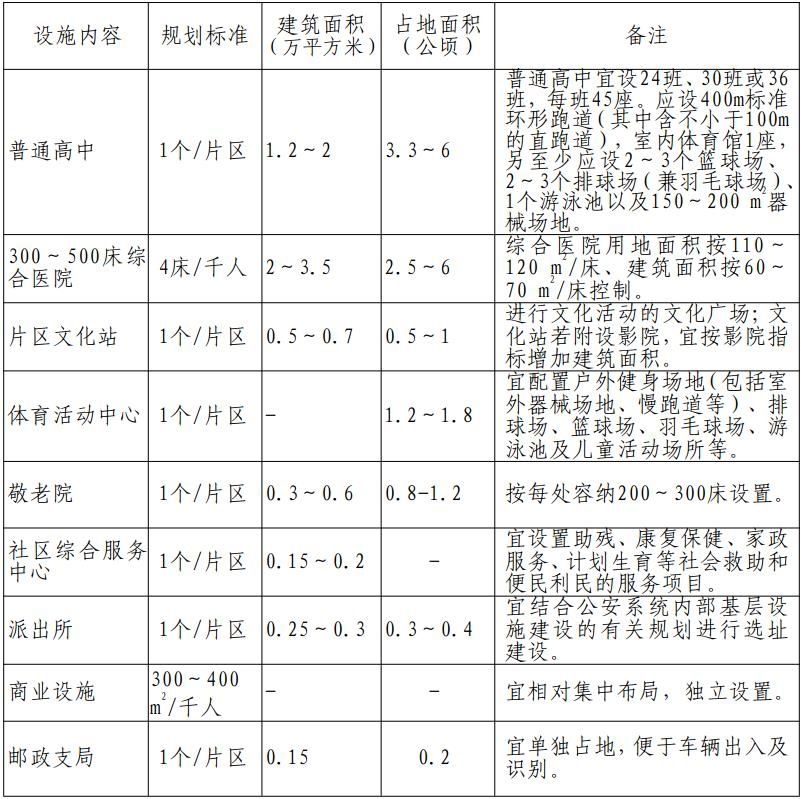 设施内容 规划标准 建筑面积(万平方米) 占地面积(公顷) 备注
普通高中 1个/片区 1.2～2 3.3～6
普通高中宜设24班、30班或36
班，每班45座。应设400m标准
环形跑道(其中含不小于100m
的直跑道)，室内体育馆1座，
另至少应设2～3个篮球场、
2～3个排球场(兼羽毛球场)、
1个游泳池以及150～200 m²器
械场地。
300～500床综
合医院
4床/千人 2～3.5 2.5～6
综合医院用地面积按110～
120 m²/床、建筑面积按60～
70 m²/床控制。
片区文化站 1个/片区 0.5～0.7 0.5～1
进行文化活动的文化广场；文
化站若附设影院，宜按影院指
标增加建筑面积。
体育活动中心 1个/片区 - 1.2～1.8
宜配置户外健身场地(包括室
外器械场地、慢跑道等)、排
球场、篮球场、羽毛球场、游
泳池及儿童活动场所等。
敬老院 1个/片区 0.3～0.6 0.8-1.2 按每处容纳200～300床设置。
社区综合服务
中心
1个/片区 0.15～0.2 -
宜设置助残、康复保健、家政
服务、计划生育等社会救助和
便民利民的服务项目。
派出所 1个/片区 0.25～0.3 0.3～0.4
宜结合公安系统内部基层设
施建设的有关规划进行选址
建设。
商业设施
300～400
m²/千人
- - 宜相对集中布局，独立设置。
邮政支局 1个/片区 0.15 0.2
宜单独占地，便于车辆出入及
识别。